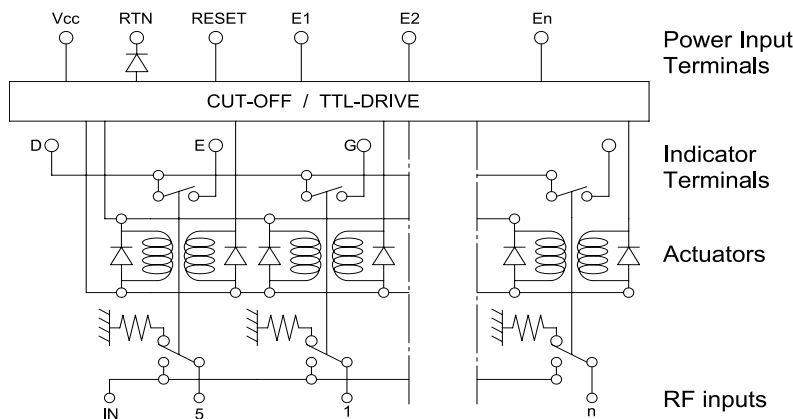 Vcc RTN RESET E1 E2 En
Power Input
Terminals
CUT-OFF / TTL-DRIVE
D E G
Indicator
Terminals
Actuators
IN 5 1 n
RF inputs